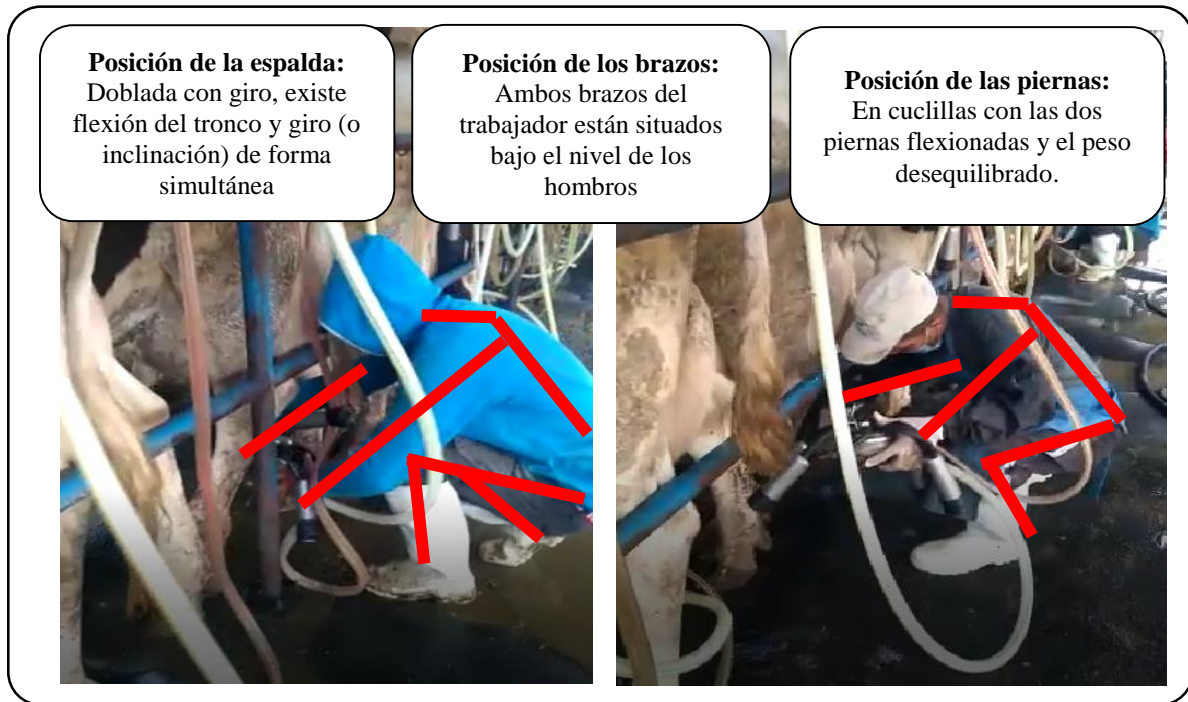 Posición de la espalda:
Doblada con giro, existe
flexión del tronco y giro (o
inclinación) de forma
simultánea
Posición de los brazos:
Ambos brazos del
trabajador están situados
bajo el nivel de los
hombros
Posición de las piernas:
En cuclillas con las dos
piernas flexionadas y el peso
desequilibrado.